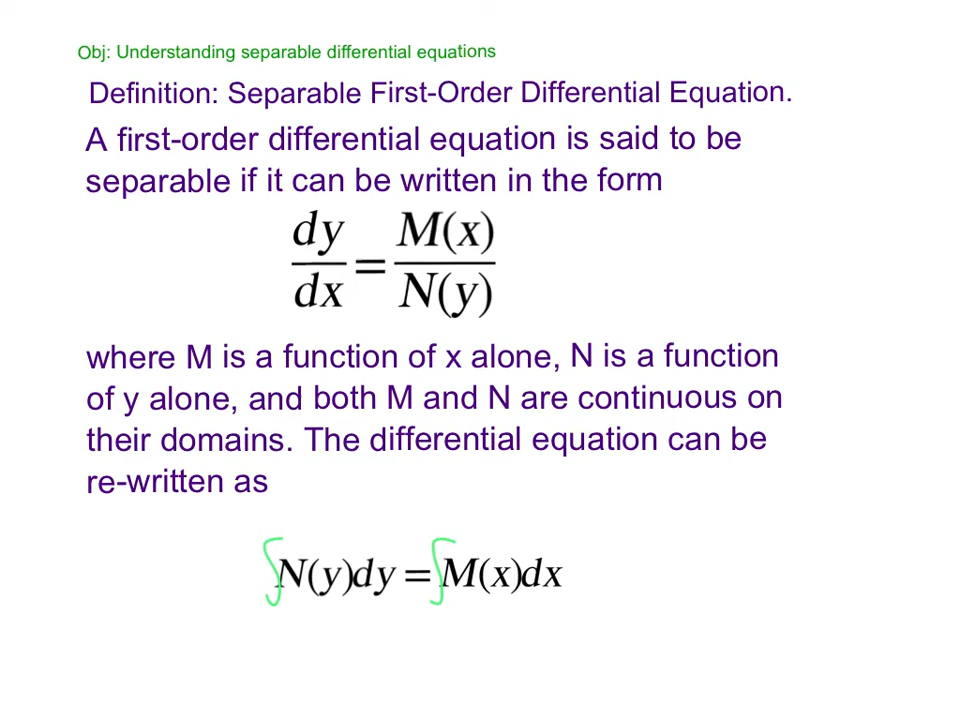 Obj: Understanding separable differential equations
Definition: Separable First-Order Differential Equation.
A first-order differential equation is said to be
separable if it can be written in the form
dy/dx = M(x)/N(y)
where M is a function of x alone, N is a function
of y alone, and both M and N are continuous on
their domains. The differential equation can be
re-written as
∫N(y)dy = ∫M(x)dx